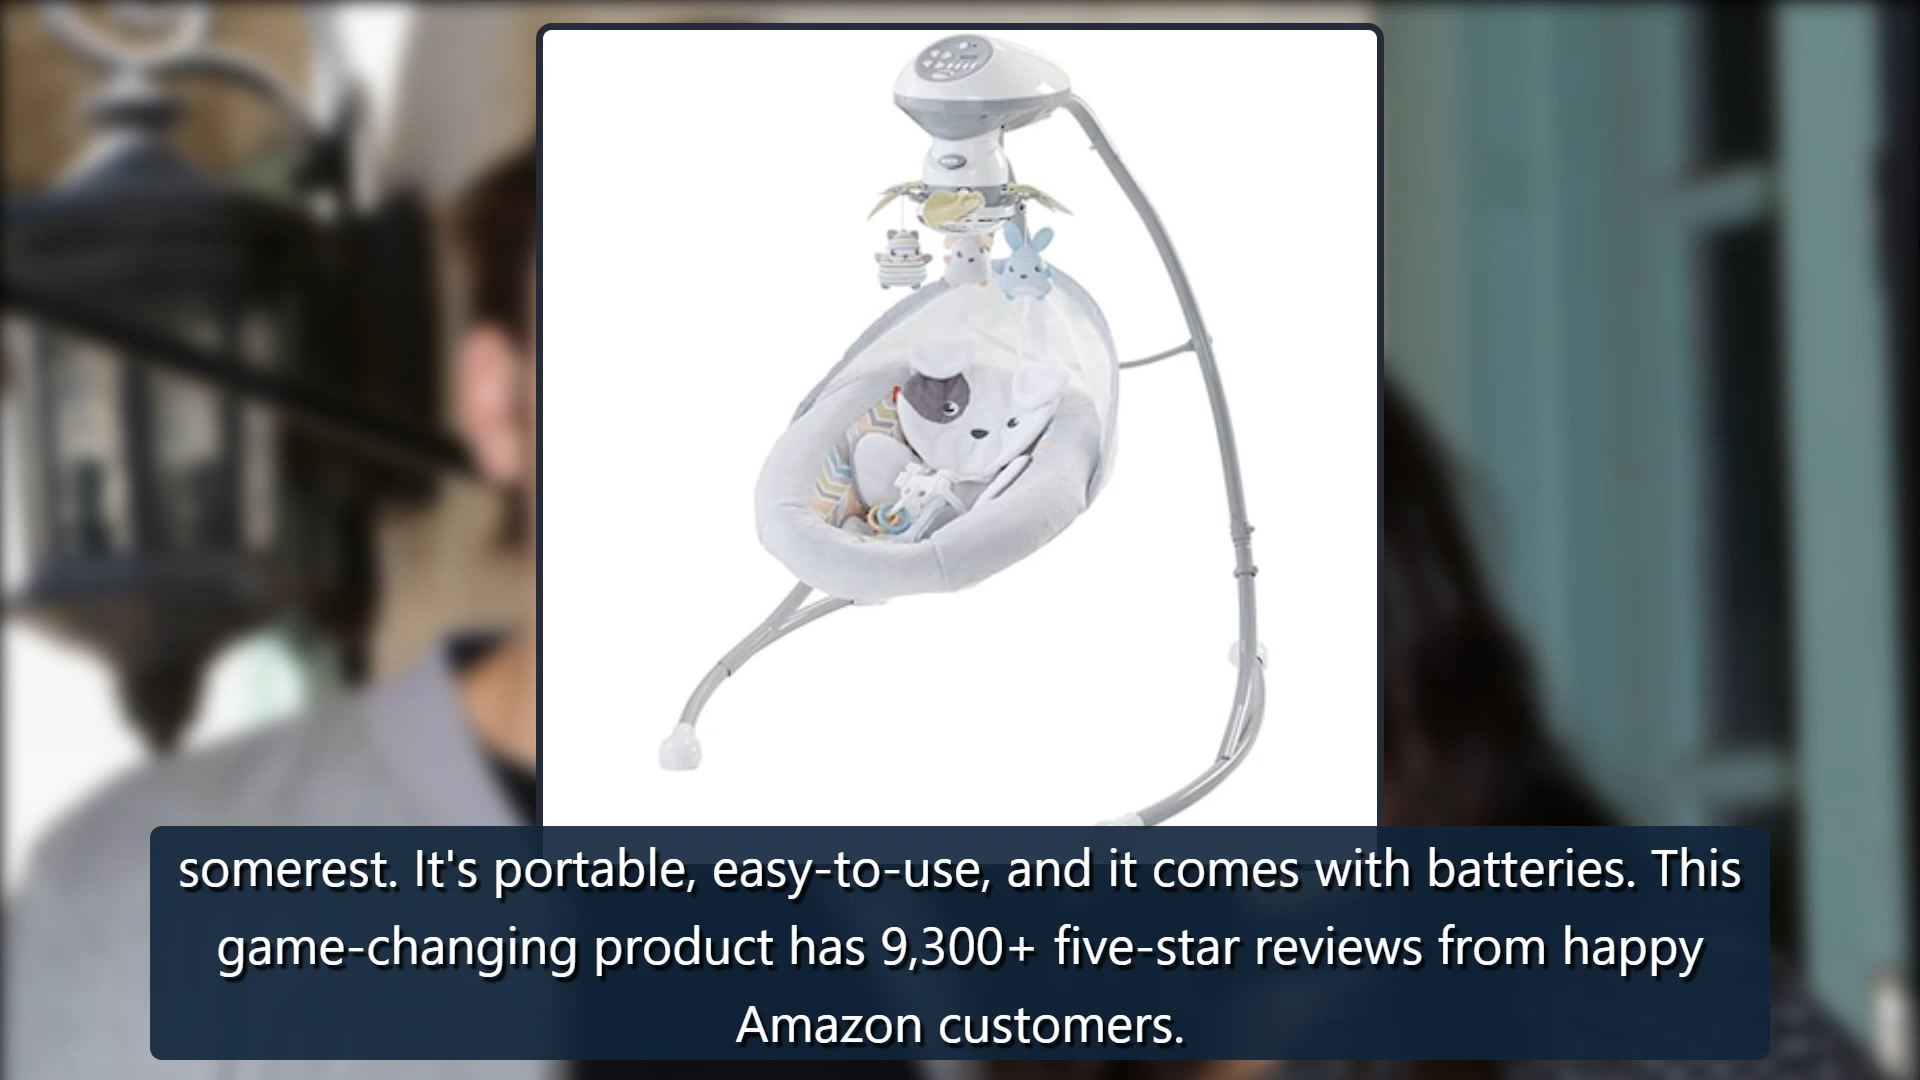 somerest. It's portable, easy-to-use, and it comes with batteries. This
game-changing product has 9,300+ five-star reviews from happy
Amazon customers.